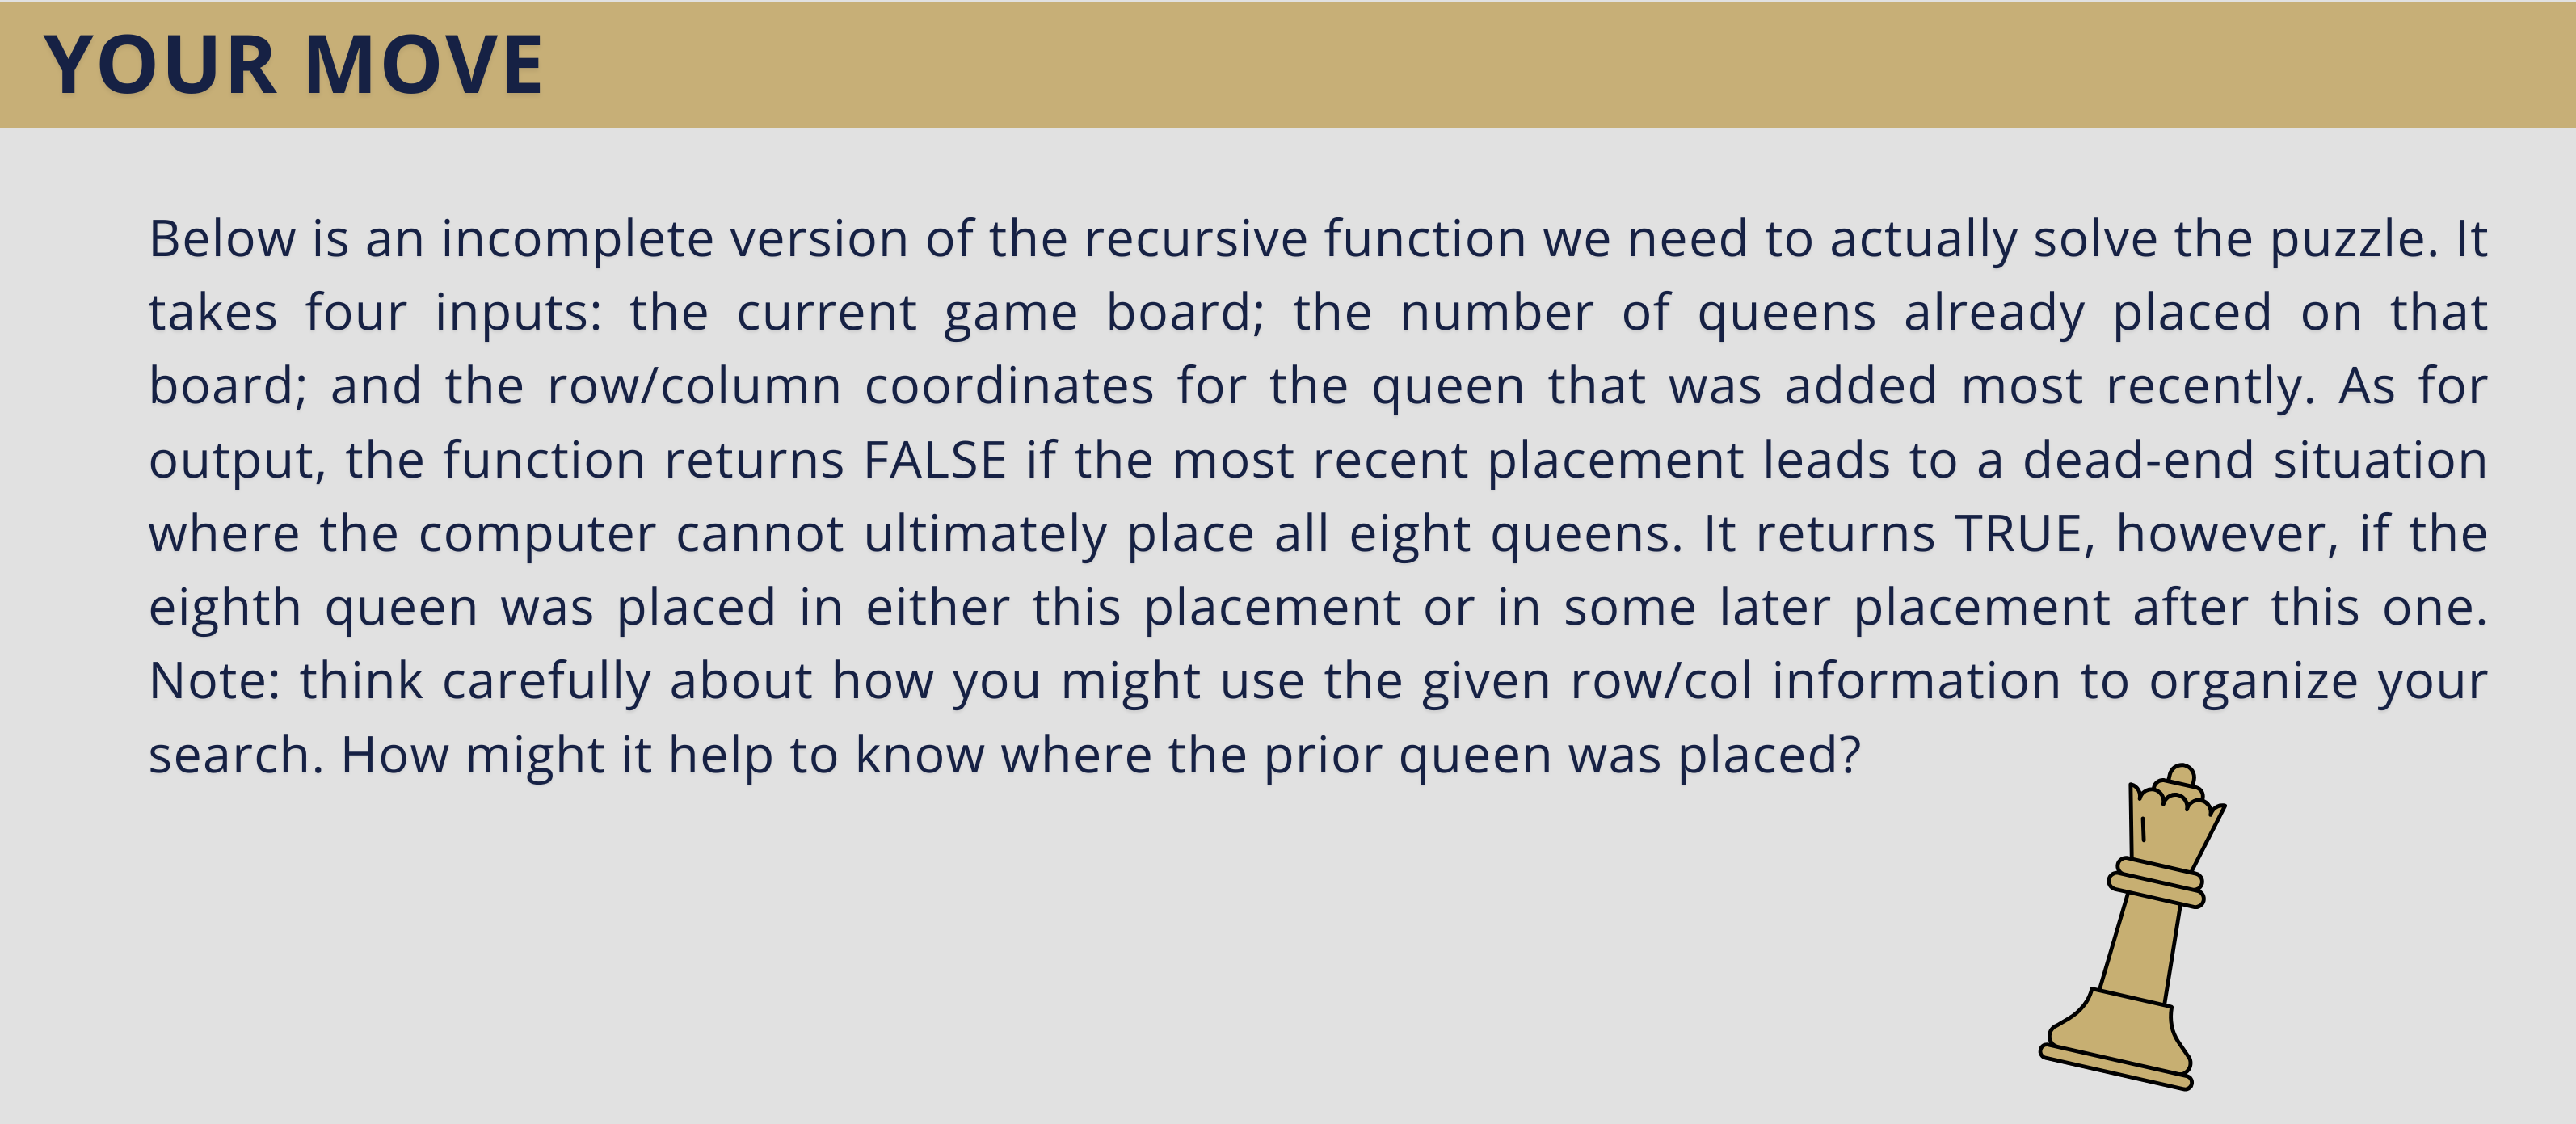 YOUR MOVE
Below is an incomplete version of the recursive function we need to actually solve the puzzle. It
takes four inputs: the current game board; the number of queens already placed on that
board; and the row/column coordinates for the queen that was added most recently. As for
output, the function returns FALSE if the most recent placement leads to a dead-end situation
where the computer cannot ultimately place all eight queens. It returns TRUE, however, if the
eighth queen was placed in either this placement or in some later placement after this one.
Note: think carefully about how you might use the given row/col information to organize your
search. How might it help to know where the prior queen was placed?